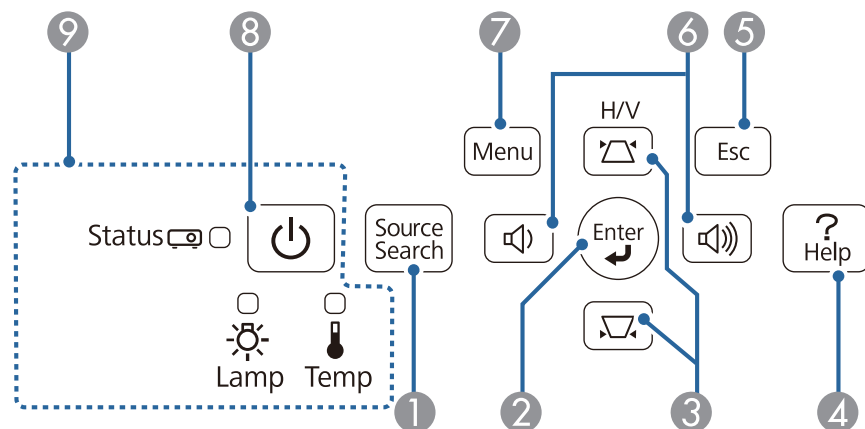 9
8
7
6
5
H/V
Menu
Esc
Status
Source
Search
Enter
?
Help
Lamp
Temp
1
2
3
4